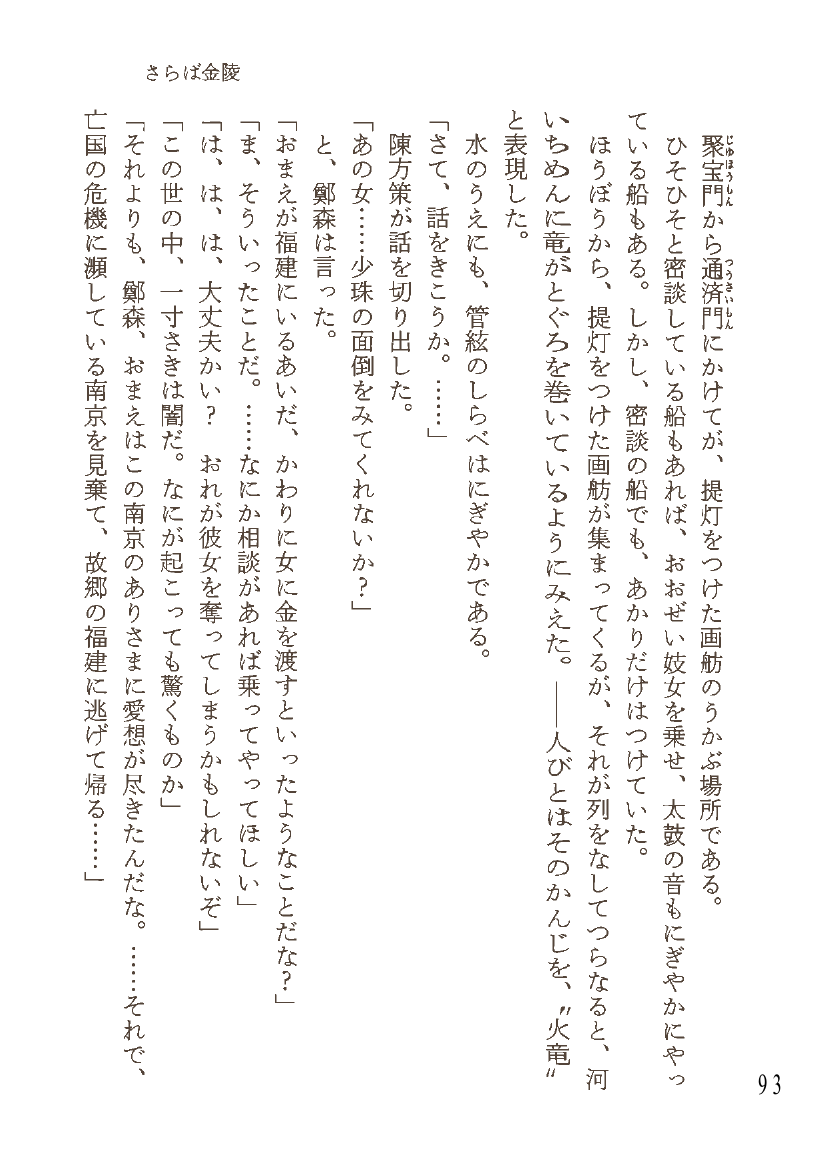 さらば金陵
聚宝門から通済門にかけてが、提灯をつけた画舫のうかぶ場所である。
じゅほうもん
つうさいもん
ひそひそと密談している船もあれば、おおぜい妓女を乗せ、太鼓の音もにぎやかにやっ
ている船もある。しかし、密談の船でも、あかりだけはつけていた。
ほうぼうから、提灯をつけた画舫が集まってくるが、それが列をなしてつらなると、河
いちめんに竜がとぐろを巻いているようにみえた。――人びとはそのかんじを、〝火竜〟
と表現した。
水のうえにも、管絃のしらべはにぎやかである。
「さて、話をきこうか。……」
陳方策が話を切り出した。
「あの女……少珠の面倒をみてくれないか?」
と、鄭森は言った。
「おまえが福建にいるあいだ、かわりに女に金を渡すといったようなことだな?」
「ま、そういったことだ。……なにか相談があれば乗ってやってほしい」
「は、は、は、大丈夫かい? おれが彼女を奪ってしまうかもしれないぞ」
「この世の中、一寸さきは闇だ。なにが起こっても驚くものか」
「それよりも、鄭森、おまえはこの南京のありさまに愛想が尽きたんだな。……それで、
亡国の危機に瀕している南京を見棄て、故郷の福建に逃げて帰る……」
93